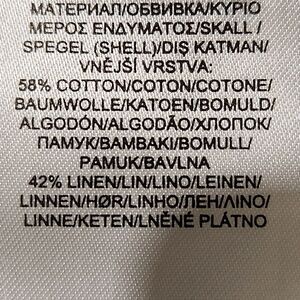 МАТЕРИАЛ/ОБВИВКА/ΚΥΡΙΟ
ΜΕΡΟΣ ΕΝΔΥΜΑΤΟΣ/SKALL/
SPEGEL (SHELL)/DIŞ KATMAN/
VNĚJŠÍ VRSTVA:
58% COTTON/COTON/COTONE/
BAUMWOLLE/KATOEN/BOMULD/
ALGODÓN/ALGODÃO/ХЛОПОК/
ПАМУК/ΒΑΜΒΑΚΙ/BOMULL/
PAMUK/BAVLNA
42% LINEN/LIN/LINO/LEINEN/
LINNEN/HØR/LINHO/ЛЕН/ΛΙΝΟ/
LINNE/KETEN/LNĚNÉ PLÁTNO